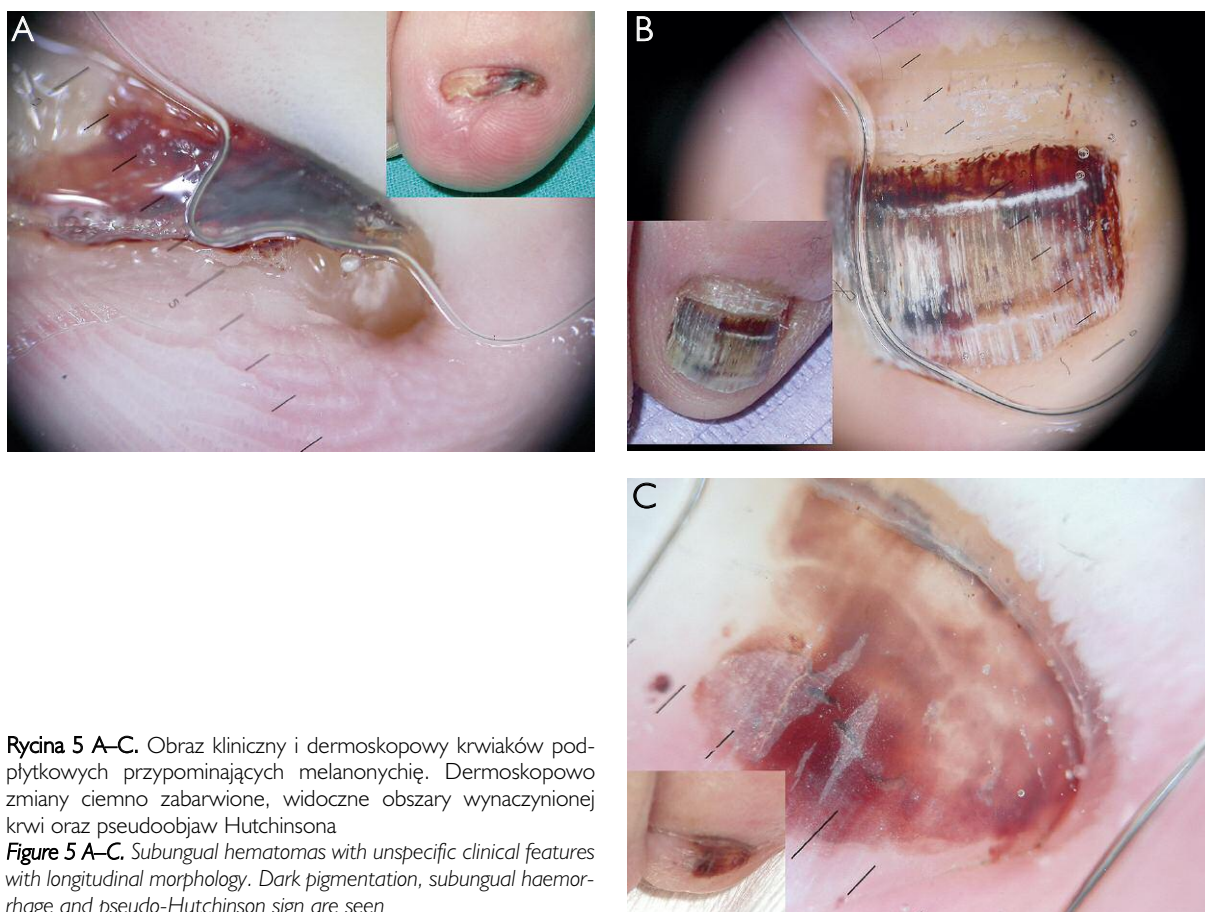 A
B
C
Rycina 5 A–C. Obraz kliniczny i dermoskopowy krwiaków pod-
płytkowych przypominających melanonychię. Dermoskopowo
zmiany ciemno zabarwione, widoczne obszary wynaczynionej
krwi oraz pseudoobjaw Hutchinsona
Figure 5 A–C. Subungual hematomas with unspecific clinical features
with longitudinal morphology. Dark pigmentation, subungual haemor-
rhage and pseudo-Hutchinson sign are seen